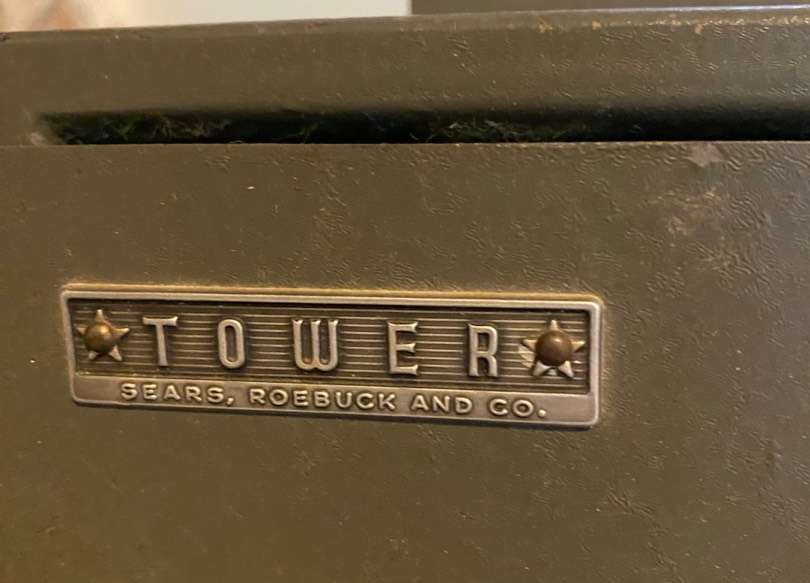 TOWER
SEARS, ROEBUCK AND CO.